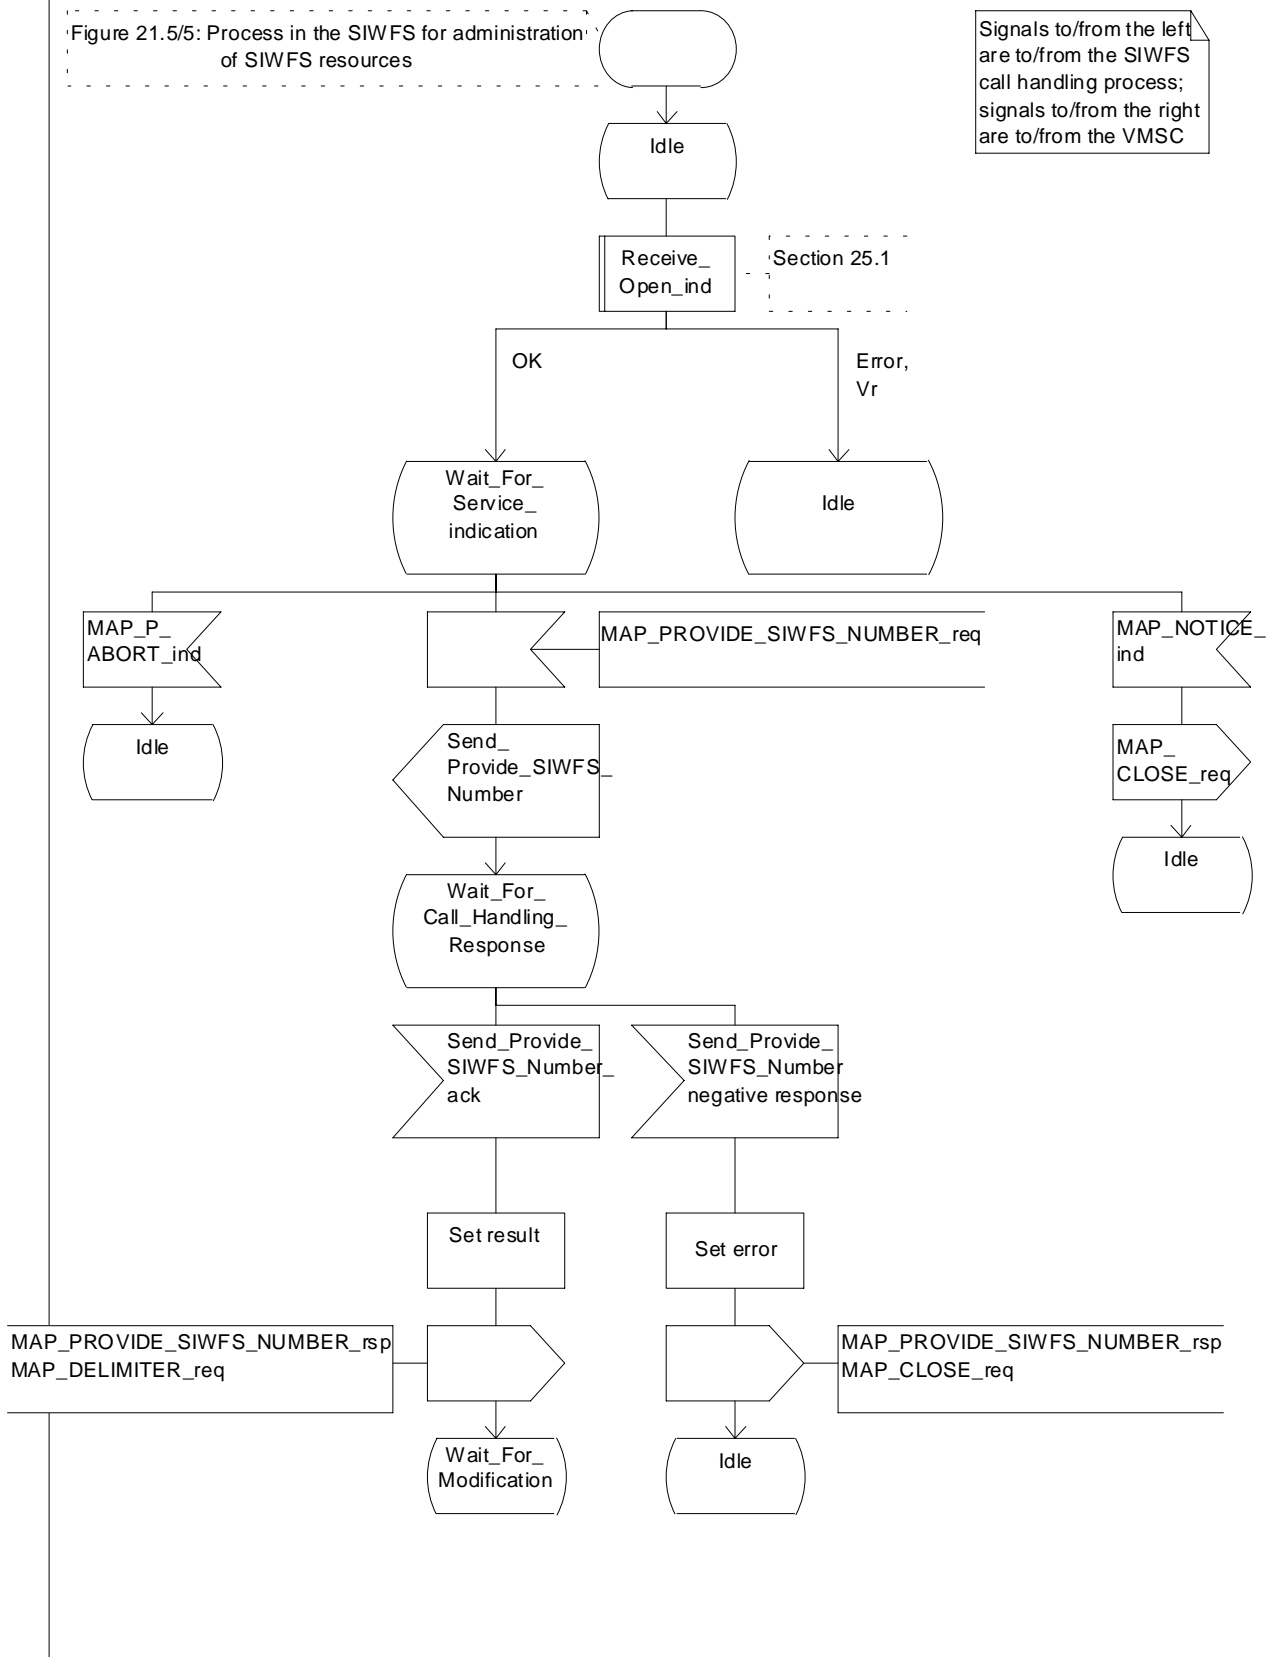 Figure 21.5/5: Process in the SIWFS for administration
of SIWFS resources
Signals to/from the left
are to/from the SIWFS
call handling process;
signals to/from the right
are to/from the VMSC
Idle
Receive_
Open_ind
Section 25.1
OK
Error,
Vr
Wait_For_
Service_
indication
Idle
MAP_P_
ABORT_ind
MAP_PROVIDE_SIWFS_NUMBER_req
MAP_NOTICE_
ind
Idle
Send_
Provide_SIWFS_
Number
MAP_
CLOSE_req
Idle
Wait_For_
Call_Handling_
Response
Send_Provide_
SIWFS_Number_
ack
Send_Provide_
SIWFS_Number
negative response
Set result
Set error
MAP_PROVIDE_SIWFS_NUMBER_rsp
MAP_DELIMITER_req
MAP_PROVIDE_SIWFS_NUMBER_rsp
MAP_CLOSE_req
Wait_For_
Modification
Idle